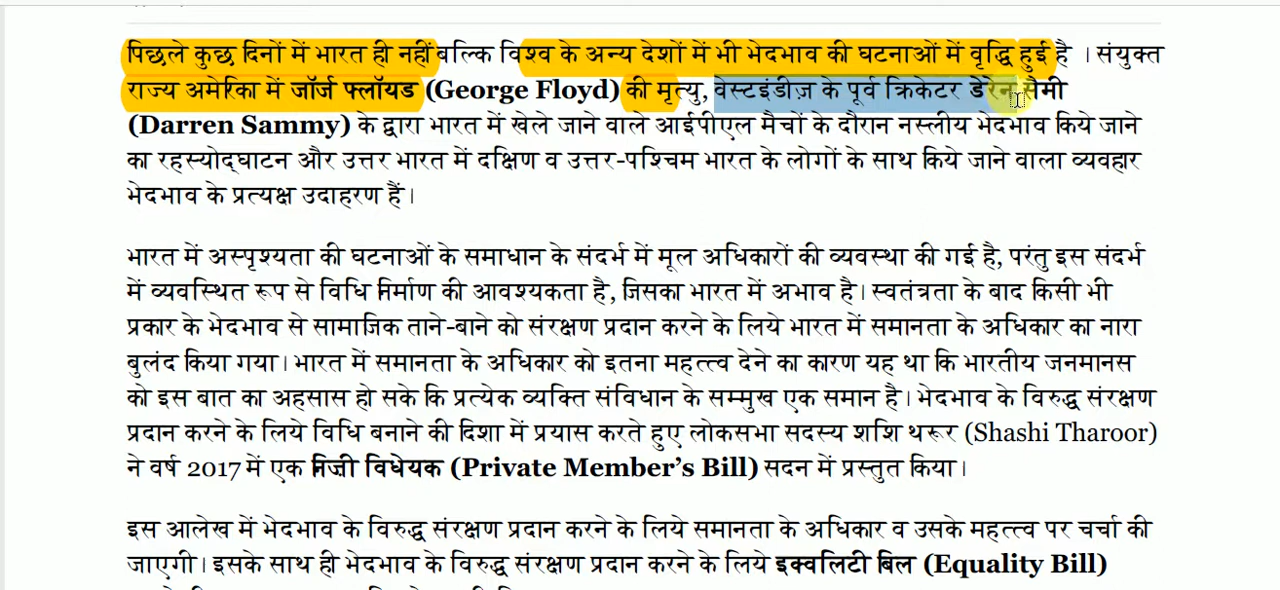 पिछले कुछ दिनों में भारत ही नहीं बल्कि विश्व के अन्य देशों में भी भेदभाव की घटनाओं में वृद्धि हुई है । संयुक्त
राज्य अमेरिका में जॉर्ज फ्लॉयड (George Floyd) की मृत्यु, वेस्टइंडीज़ के पूर्व क्रिकेटर डेरेन सैमी
(Darren Sammy) के द्वारा भारत में खेले जाने वाले आईपीएल मैचों के दौरान नस्लीय भेदभाव किये जाने
का रहस्योद्घाटन और उत्तर भारत में दक्षिण व उत्तर-पश्चिम भारत के लोगों के साथ किये जाने वाला व्यवहार
भेदभाव के प्रत्यक्ष उदाहरण हैं।
भारत में अस्पृश्यता की घटनाओं के समाधान के संदर्भ में मूल अधिकारों की व्यवस्था की गई है, परंतु इस संदर्भ
में व्यवस्थित रूप से विधि निर्माण की आवश्यकता है, जिसका भारत में अभाव है। स्वतंत्रता के बाद किसी भी
प्रकार के भेदभाव से सामाजिक ताने-बाने को संरक्षण प्रदान करने के लिये भारत में समानता के अधिकार का नारा
बुलंद किया गया। भारत में समानता के अधिकार को इतना महत्त्व देने का कारण यह था कि भारतीय जनमानस
को इस बात का अहसास हो सके कि प्रत्येक व्यक्ति संविधान के सम्मुख एक समान है। भेदभाव के विरुद्ध संरक्षण
प्रदान करने के लिये विधि बनाने की दिशा में प्रयास करते हुए लोकसभा सदस्य शशि थरूर (Shashi Tharoor)
ने वर्ष 2017 में एक निजी विधेयक (Private Member’s Bill) सदन में प्रस्तुत किया।
इस आलेख में भेदभाव के विरुद्ध संरक्षण प्रदान करने के लिये समानता के अधिकार व उसके महत्त्व पर चर्चा की
जाएगी। इसके साथ ही भेदभाव के विरुद्ध संरक्षण प्रदान करने के लिये इक्वलिटी बिल (Equality Bill)